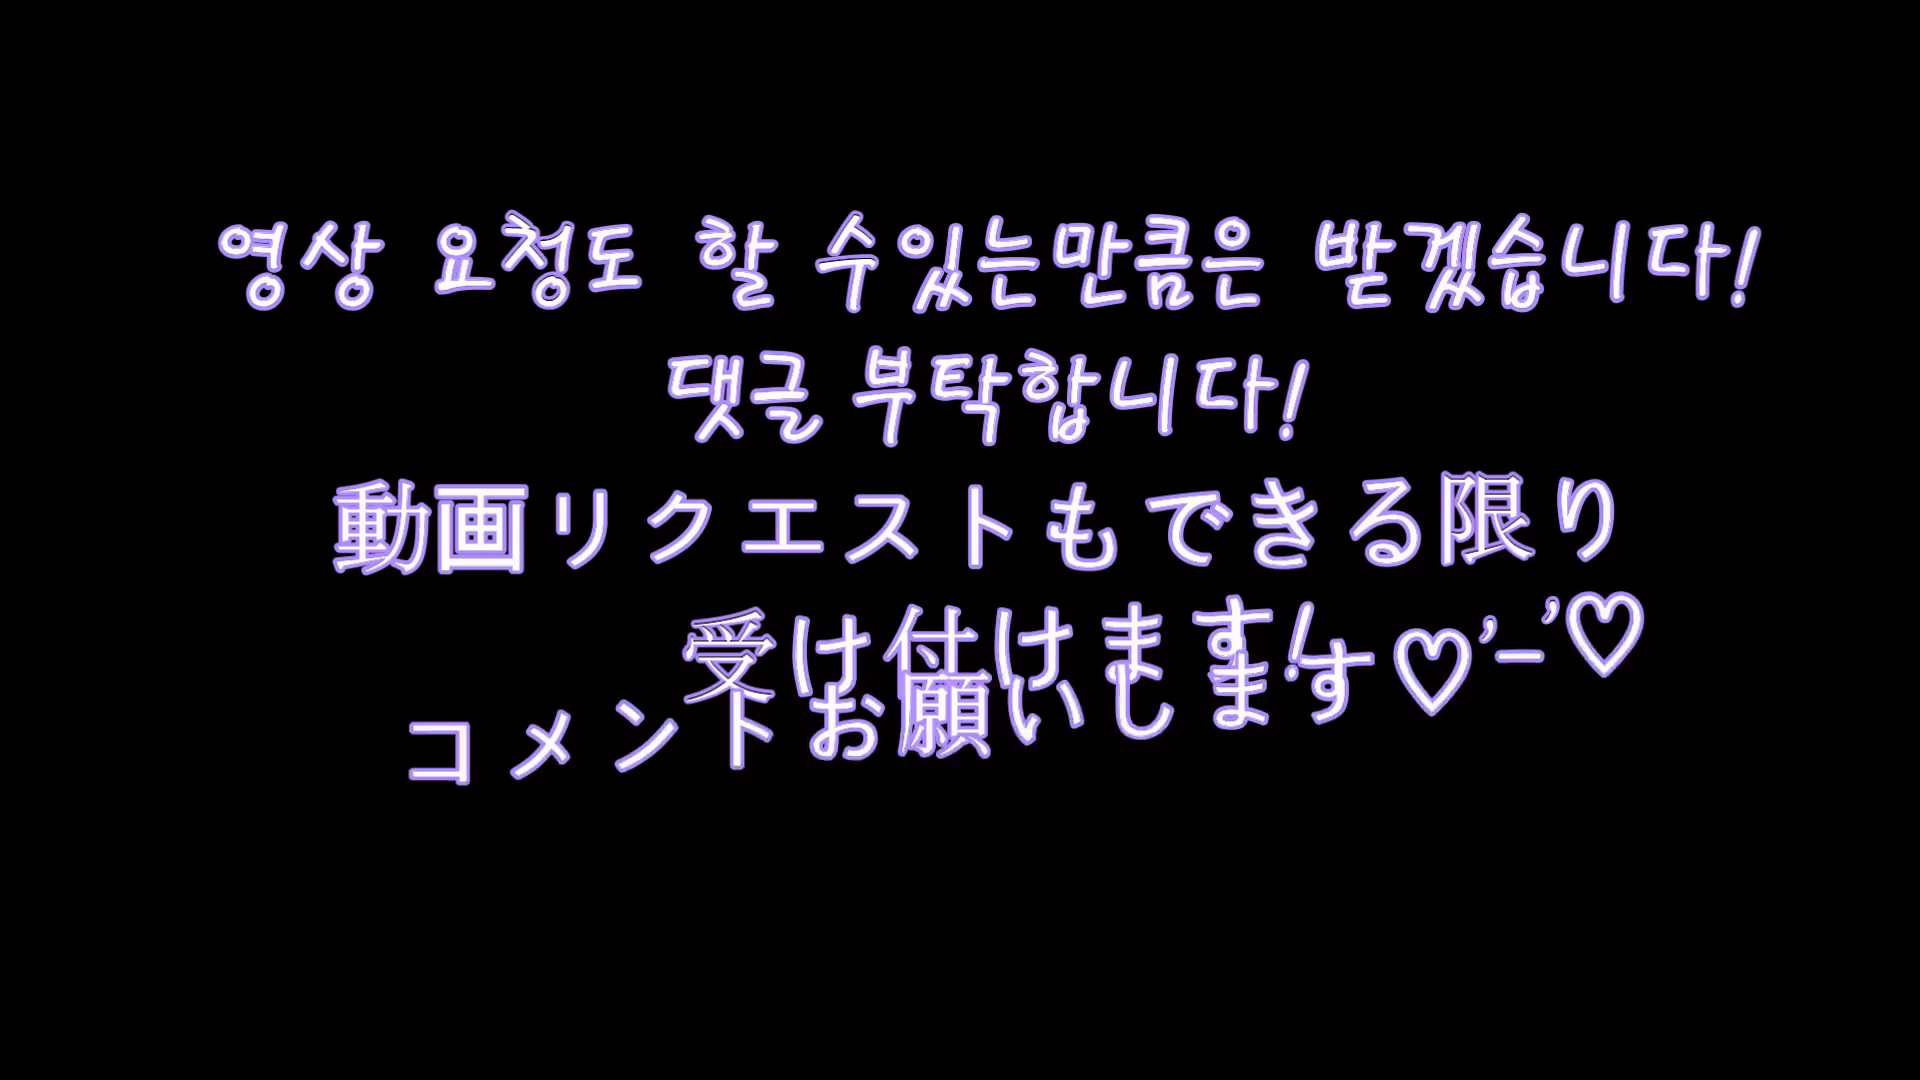 영상 요청도 할 수있는만큼은 받겠습니다!
댓글 부탁합니다!
動画リクエストもできる限り
受け付けます!
コメントお願いします♡’-’♡